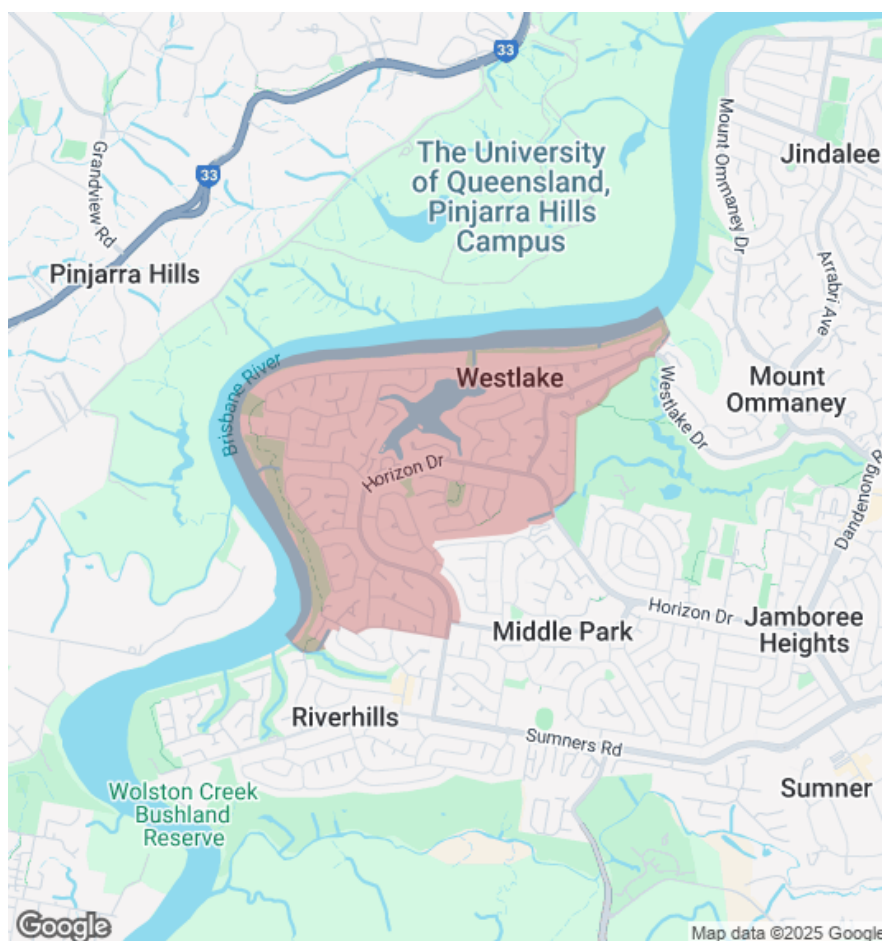 33
The University
of Queensland,
Pinjarra Hills
Campus
Mount Ommaney Dr
Jindalee
Grandview Rd
33
Pinjarra Hills
Arrabri Ave
Brisbane River
Westlake
Westlake Dr
Mount
Ommaney
Horizon Dr
Dandenong R
Horizon Dr
Jamboree
Heights
Middle Park
Riverhills
Sumners Rd
Sumner
Wolston Creek
Bushland
Reserve
Google
Map data ©2025 Google